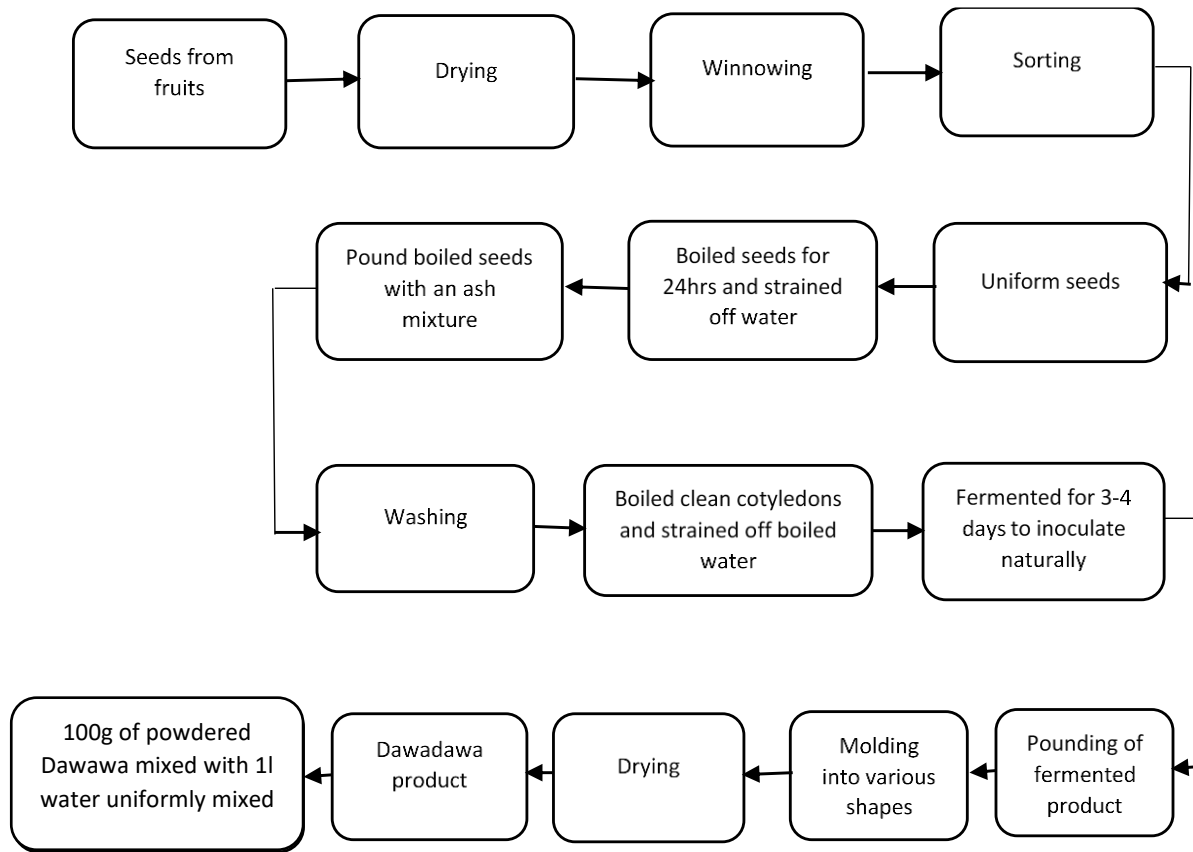 Seeds from
fruits
Drying
Winnowing
Sorting
Uniform seeds
Boiled seeds for
24hrs and strained
off water
Pound boiled seeds
with an ash
mixture
Washing
Boiled clean cotyledons
and strained off boiled
water
Fermented for 3-4
days to inoculate
naturally
Pounding of
fermented
product
Molding
into various
shapes
Drying
Dawadawa
product
100g of powdered
Dawawa mixed with 1l
water uniformly mixed